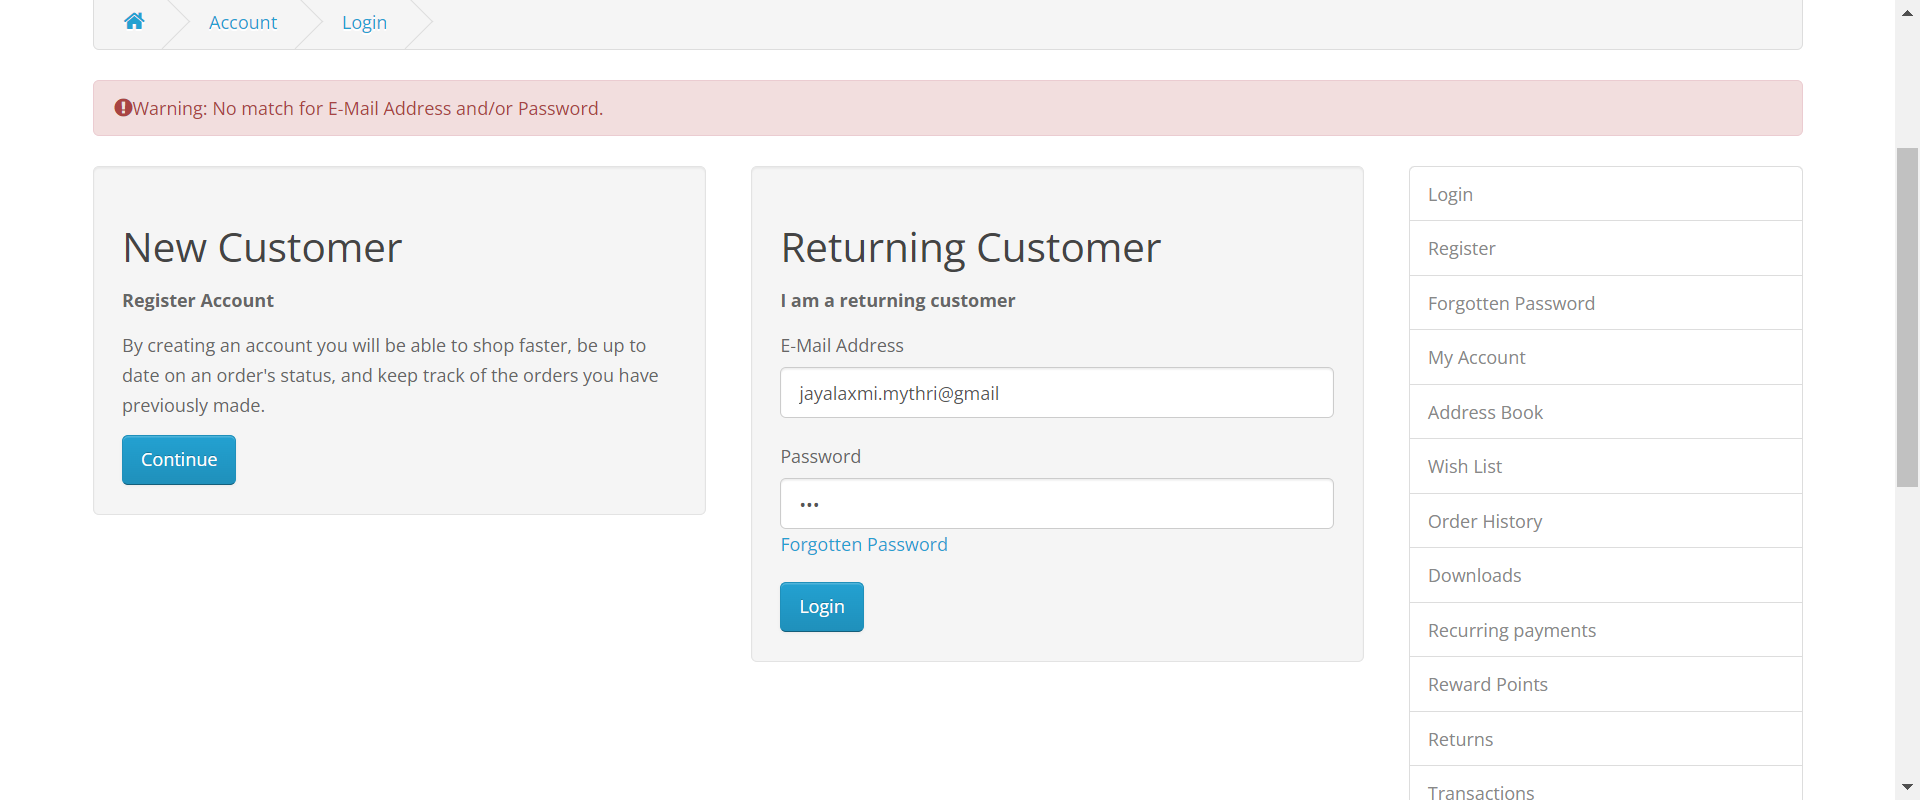 Account
Login
Warning: No match for E-Mail Address and/or Password.
New Customer
Register Account
By creating an account you will be able to shop faster, be up to
date on an order's status, and keep track of the orders you have
previously made.
Continue
Returning Customer
I am a returning customer
E-Mail Address
jayalaxmi.mythri@gmail
Password
•••
Forgotten Password
Login
Login
Register
Forgotten Password
My Account
Address Book
Wish List
Order History
Downloads
Recurring payments
Reward Points
Returns
Transactions